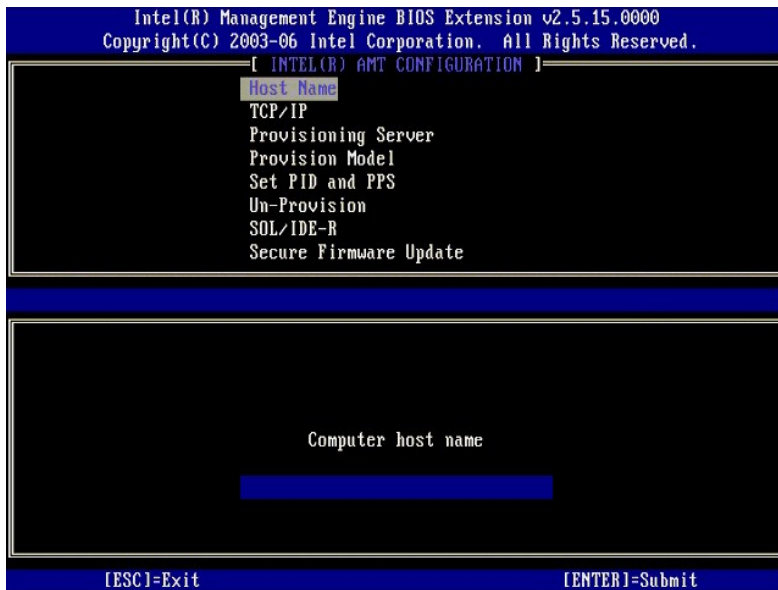 Intel(R) Management Engine BIOS Extension v2.5.15.0000
Copyright(C) 2003-06 Intel Corporation. All Rights Reserved.
[ INTEL(R) AMT CONFIGURATION ]
Host Name
TCP/IP
Provisioning Server
Provision Model
Set PID and PPS
Un-Provision
SOL/IDE-R
Secure Firmware Update
Computer host name
[ESC]=Exit [ENTER]=Submit